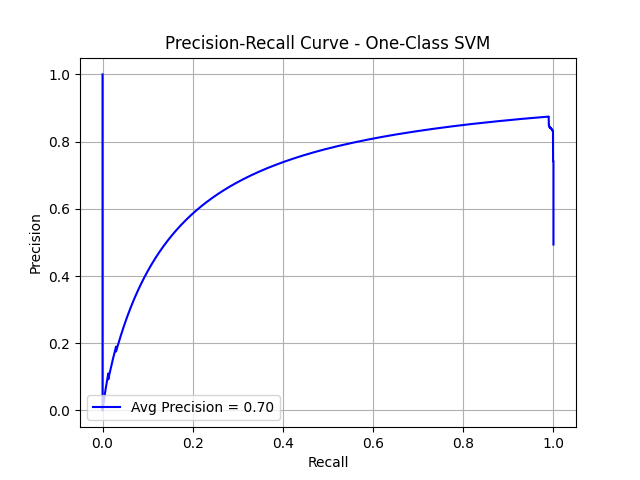 Precision-Recall Curve - One-Class SVM
Precision
1.0
0.8
0.6
0.4
0.2
0.0
Avg Precision = 0.70
0.0 0.2 0.4 0.6 0.8 1.0
Recall